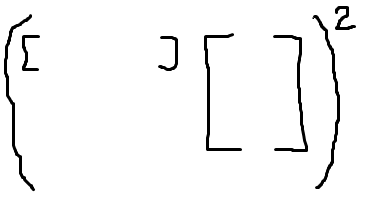 ([ ] [ ])²